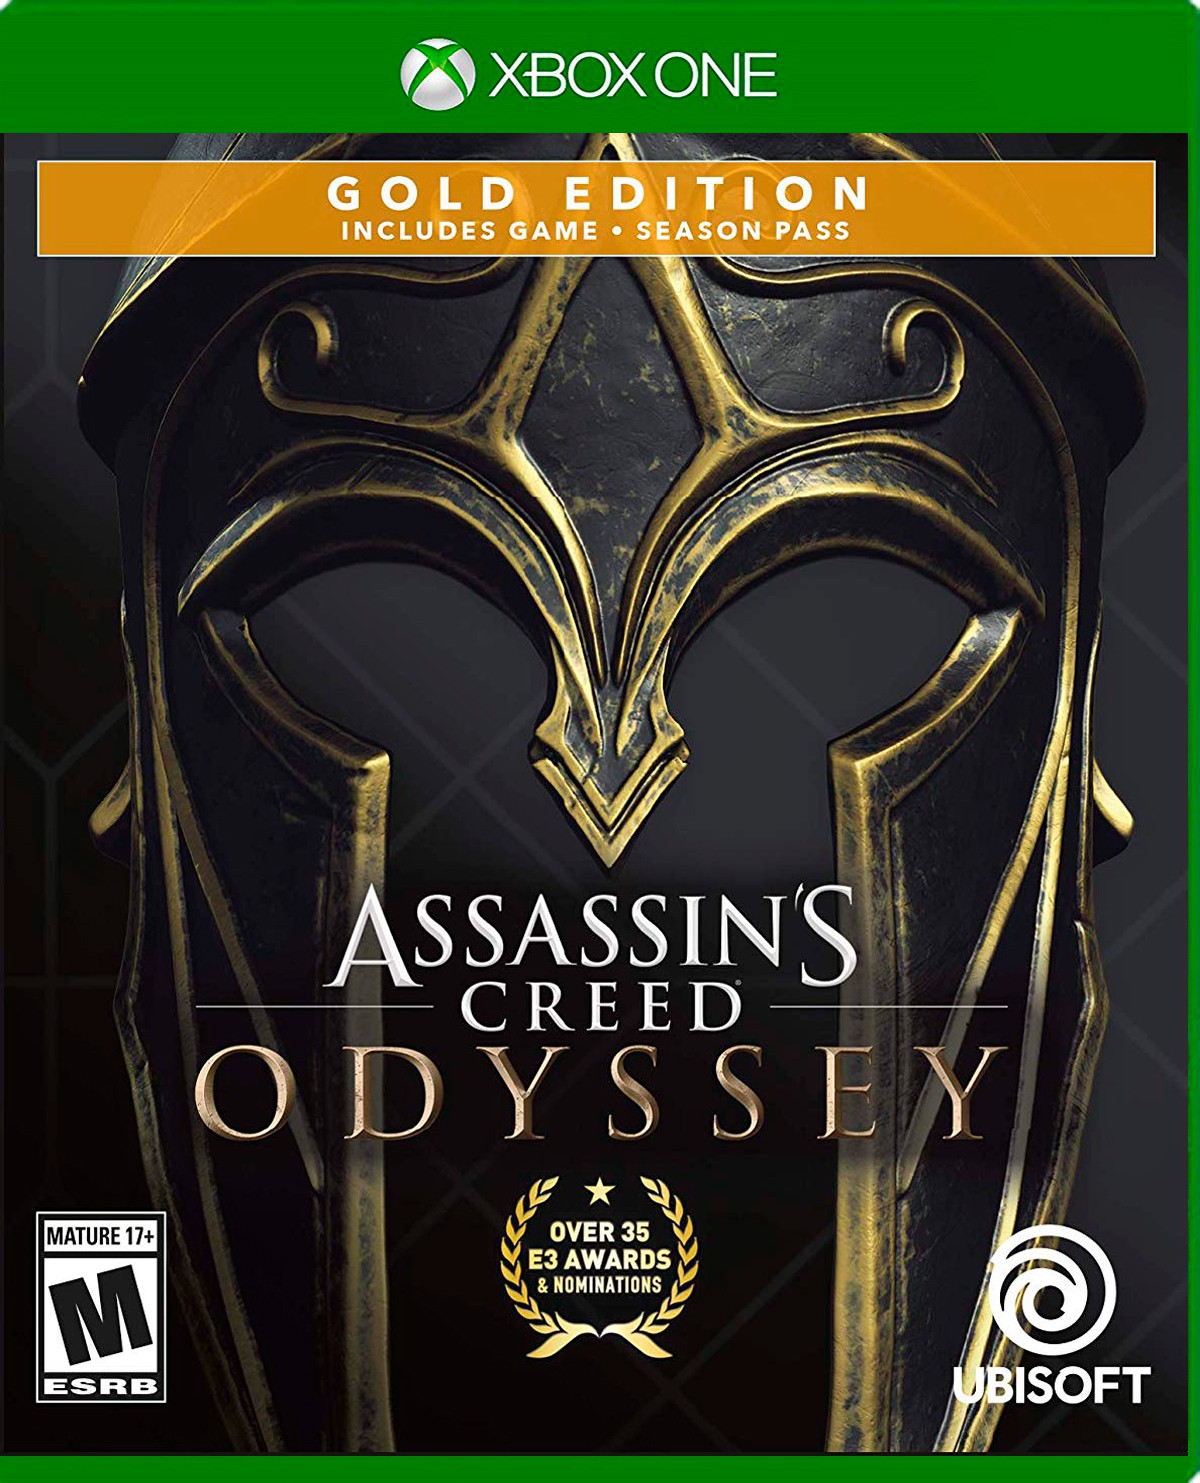 XBOX ONE
GOLD EDITION
INCLUDES GAME • SEASON PASS
ASSASSIN'S
CREED®
ODYSSEY
OVER 35
E3 AWARDS
& NOMINATIONS
MATURE 17+
M
ESRB
UBISOFT